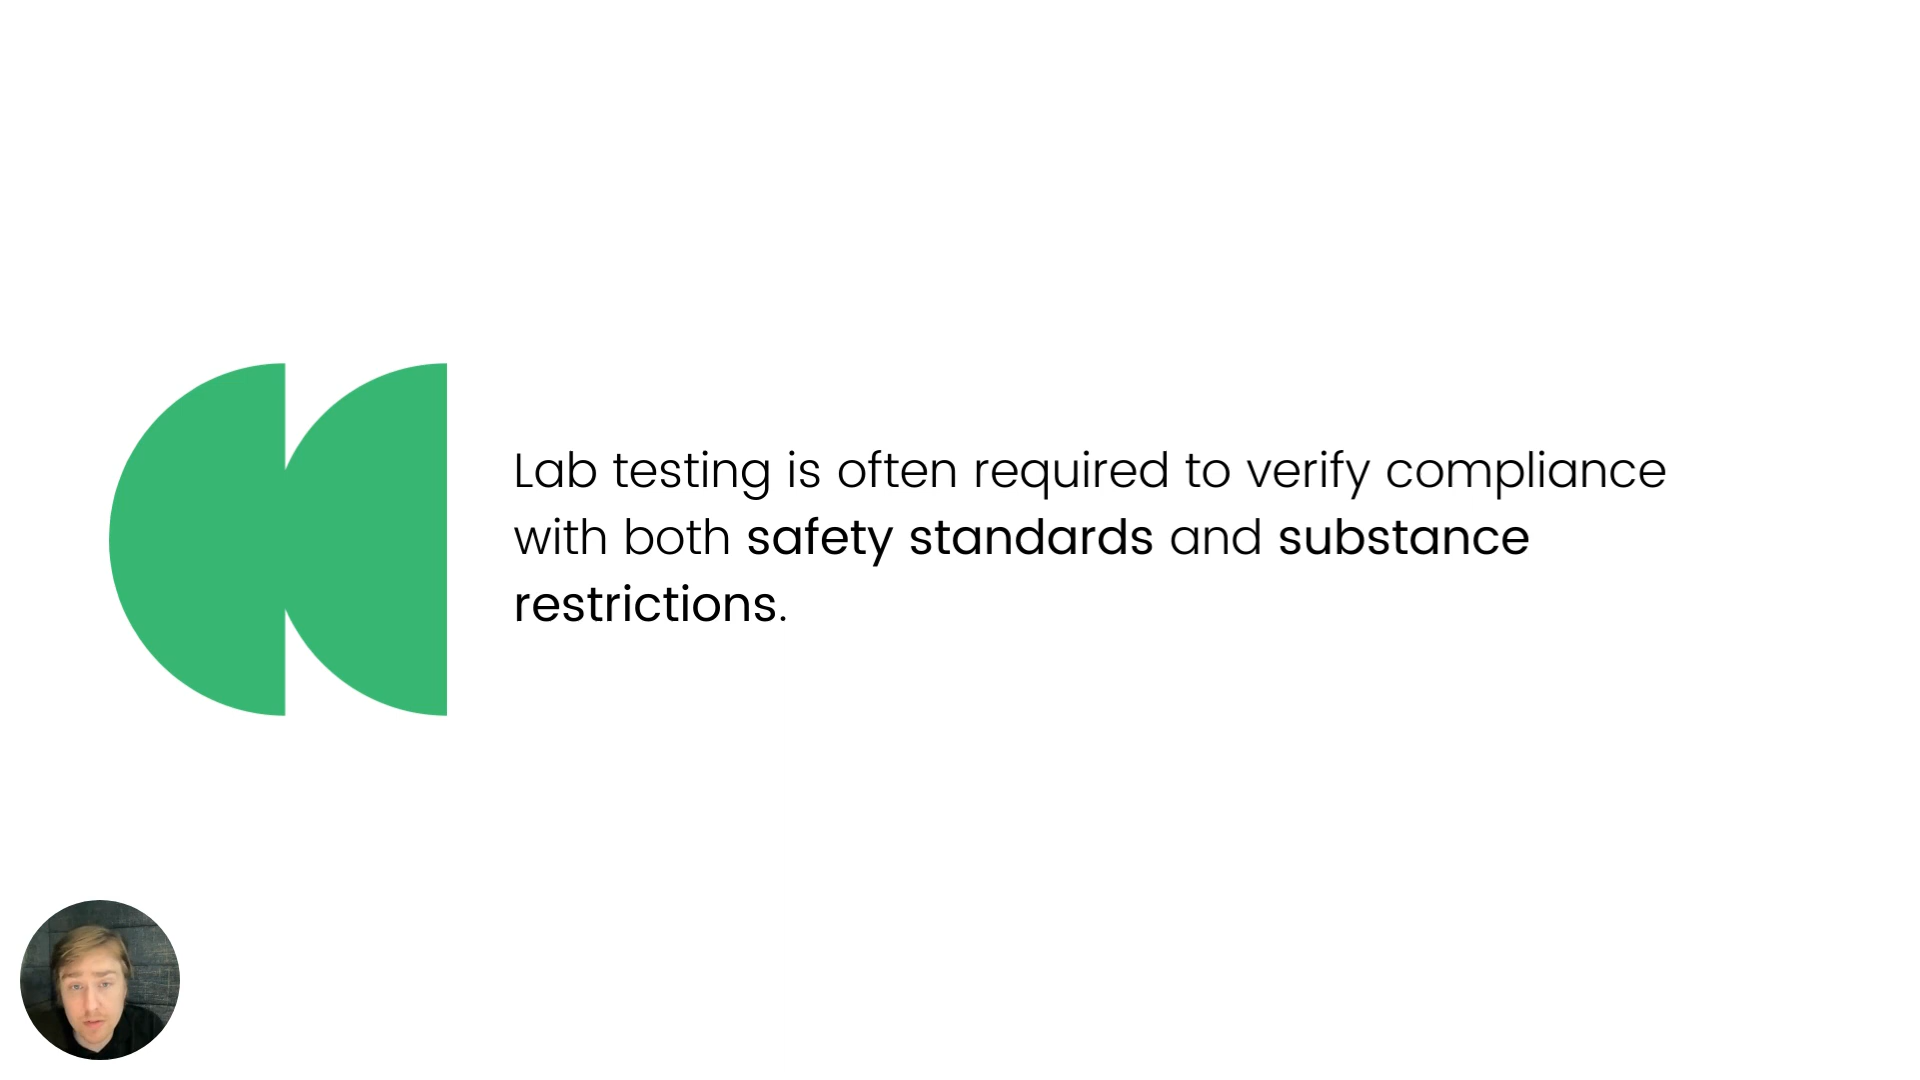 Lab testing is often required to verify compliance
with both safety standards and substance
restrictions.